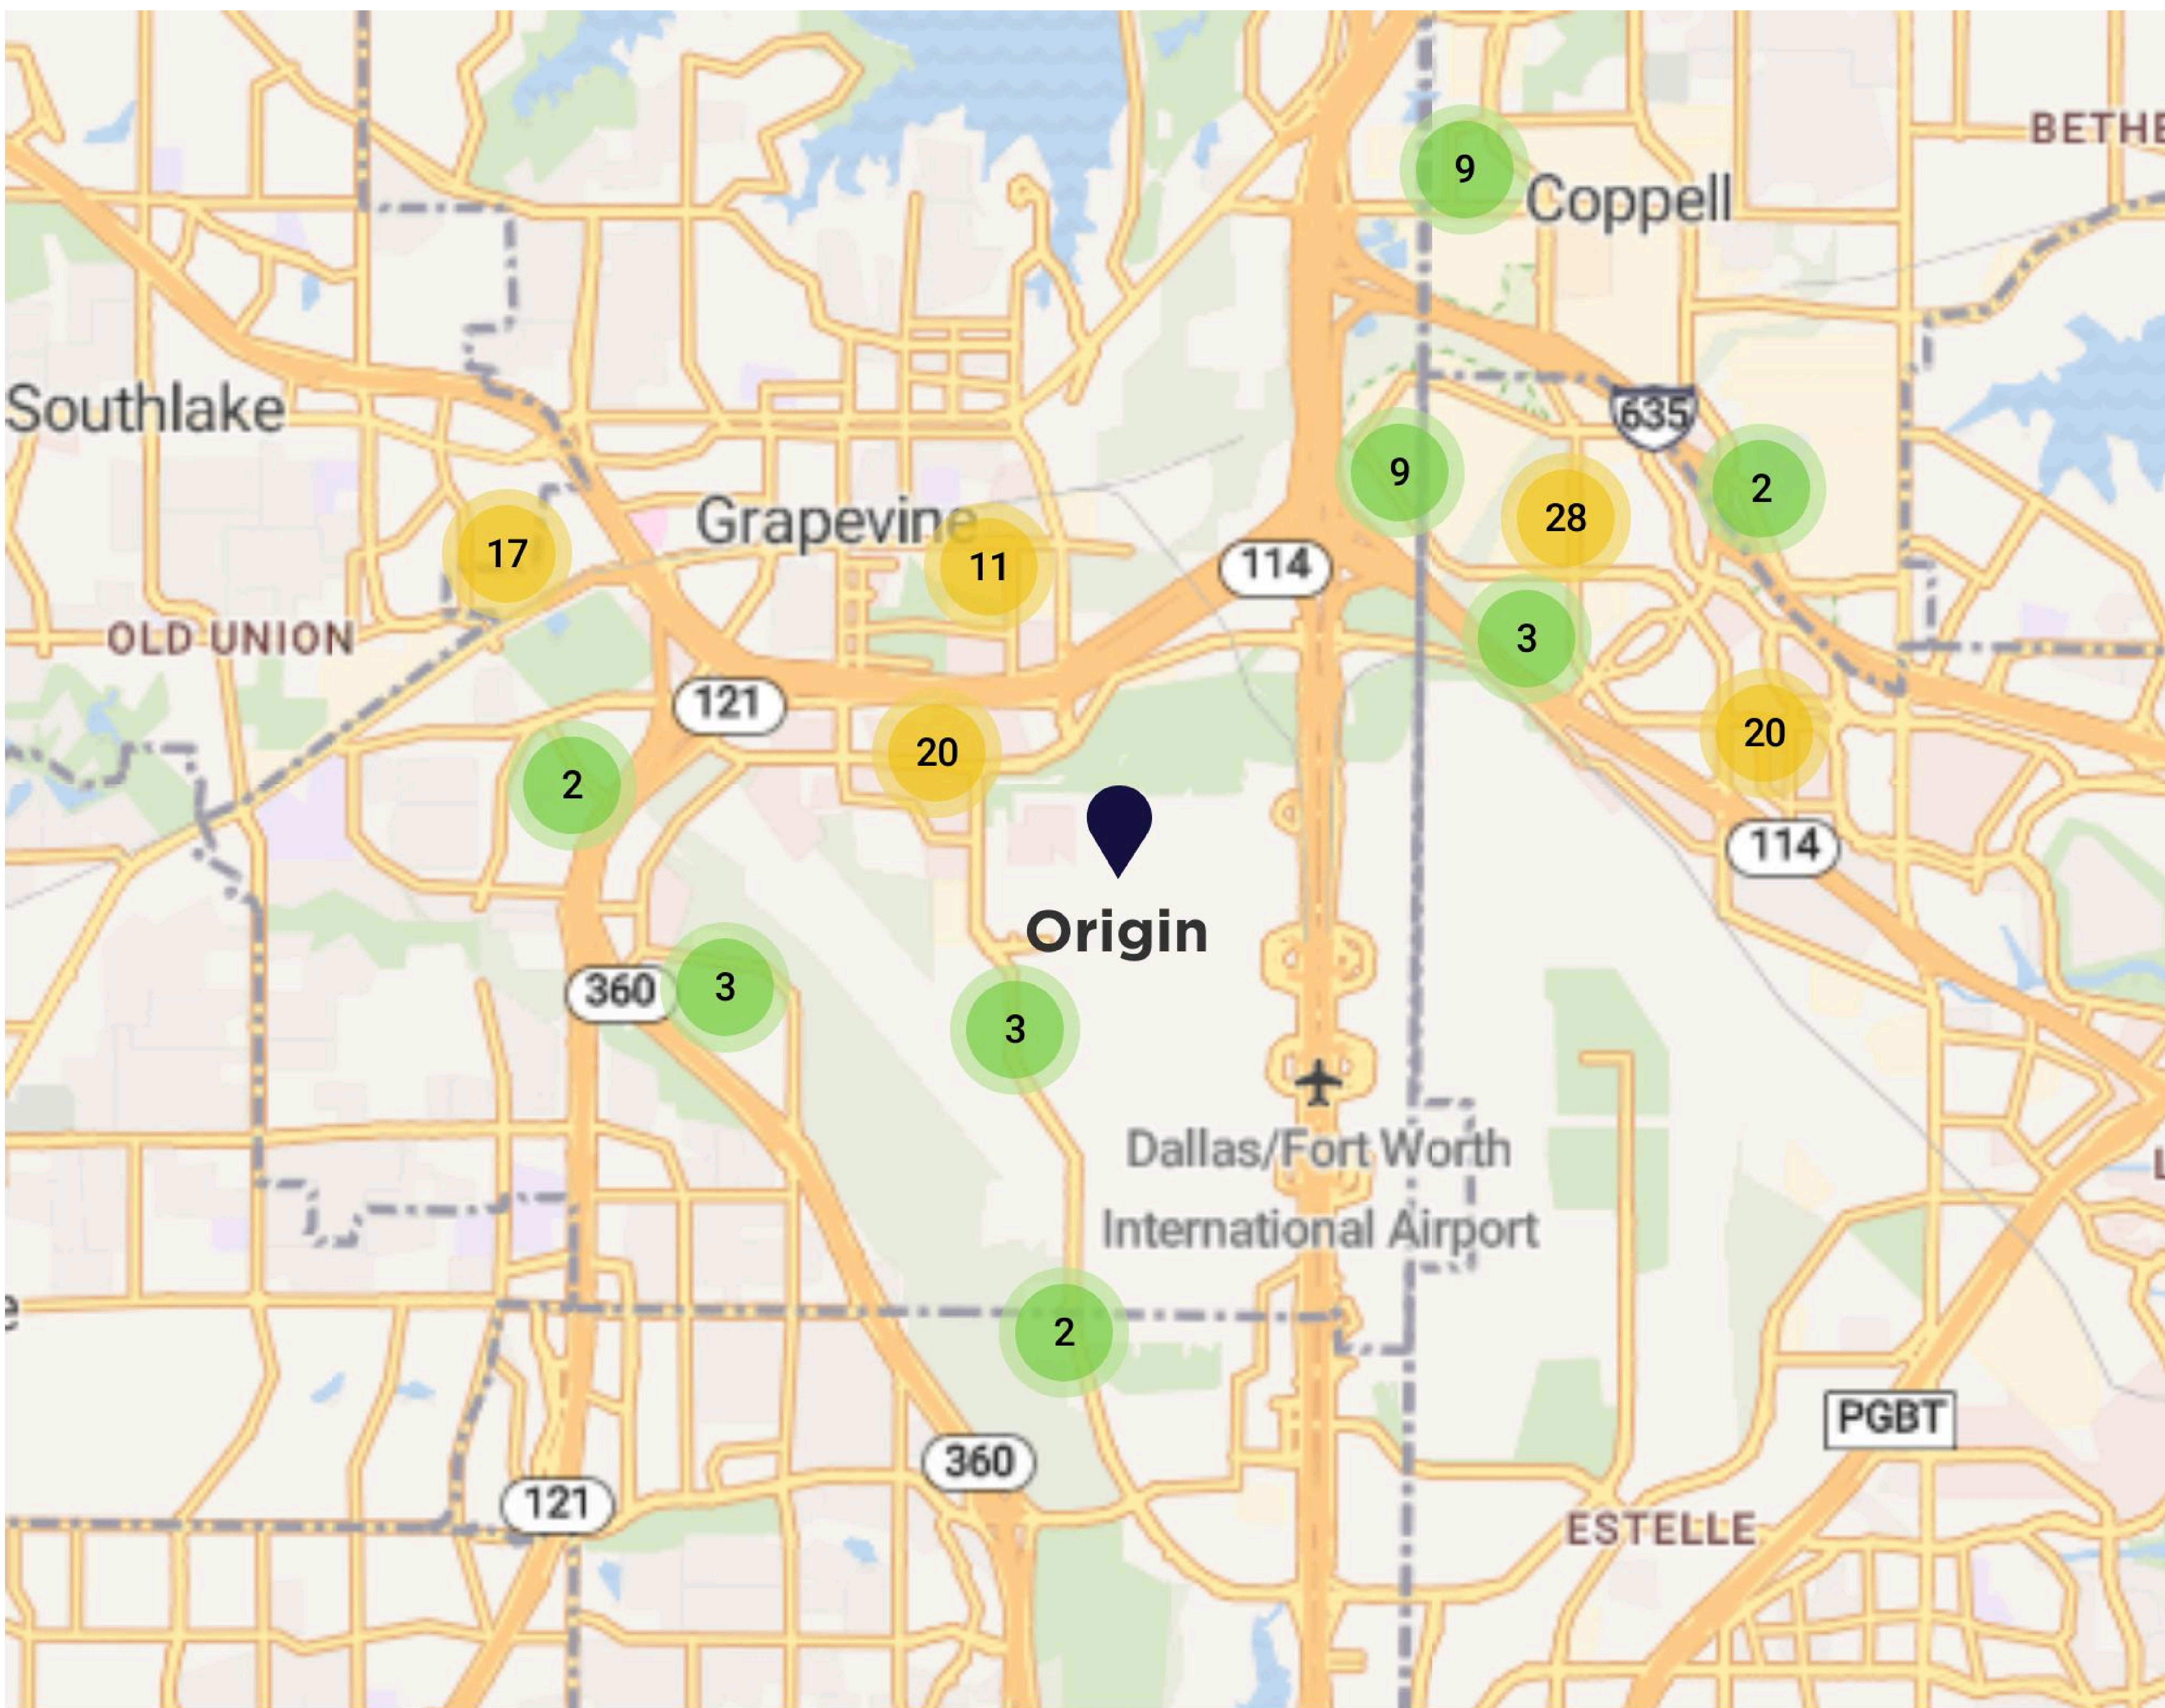 BETHE
9
Coppell
Southlake
635
9
2
28
Grapevine
17
11
114
OLD UNION
3
121
20
20
2
114
Origin
360
3
3
Dallas/Fort Worth
International Airport
2
e
L
PGBT
360
121
ESTELLE